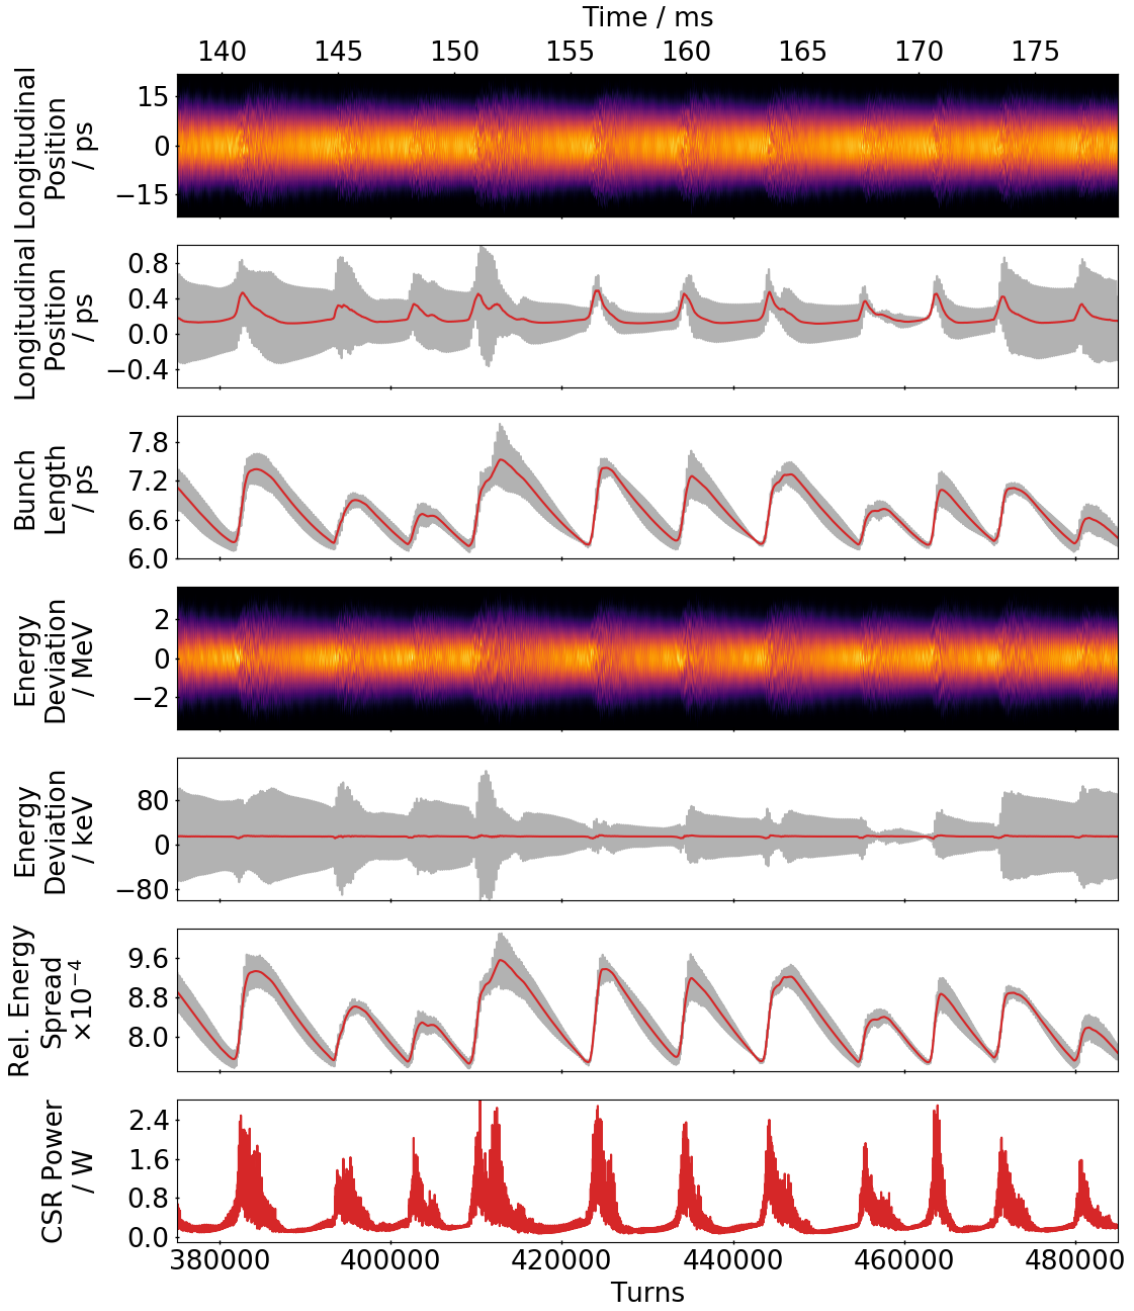 Time / ms
140 145 150 155 160 165 170 175
Longitudinal
Position
/ ps
15
0
−15
Longitudinal
Position
/ ps
0.8
0.4
0.0
−0.4
Bunch
Length
/ ps
7.8
7.2
6.6
6.0
Energy
Deviation
/ MeV
2
0
−2
Energy
Deviation
/ keV
80
0
−80
Rel. Energy
Spread
×10⁻⁴
9.6
8.8
8.0
CSR Power
/ W
2.4
1.6
0.8
0.0
380000 400000 420000 440000 460000 480000
Turns